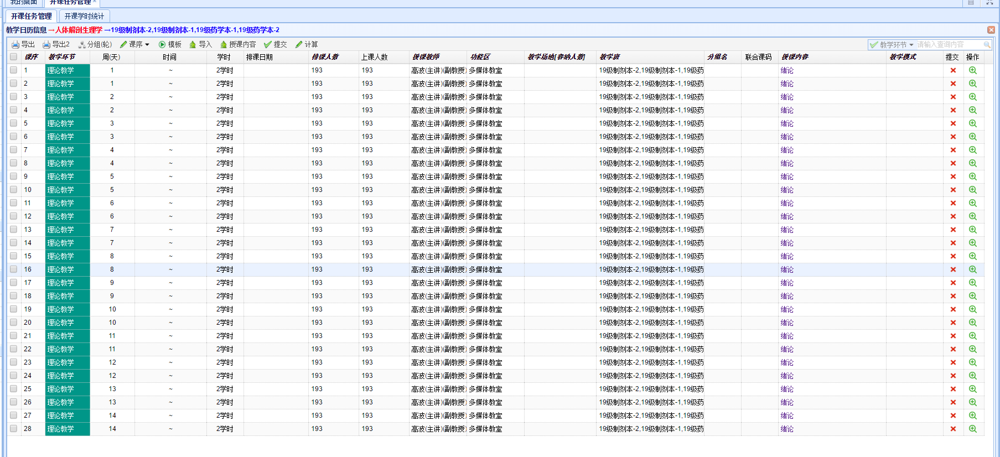 我的桌面 开课任务管理 ×
开课任务管理 开课学时统计
教学日历信息→人体解剖生理学→19级制剂本-2,19级制剂本-1,19级药学本-1,19级药学本-2
导出 导出2 分组(轮) 课序 模板 导入 授课内容 提交 计算 教学环节 请输入查询内容
课序 教学环节 周(天) 时间 学时 排课日期 排课人数 上课人数 授课教师 功能区 教学场地[容纳人数] 教学班 分组名 联合课码 授课内容 教学模式 提交 操作
1 理论教学 1 ~ 2学时 193 193 高波(主讲)(副教授) 多媒体教室 19级制剂本-2,19级制剂本-1,19级药 绪论
2 理论教学 1 ~ 2学时 193 193 高波(主讲)(副教授) 多媒体教室 19级制剂本-2,19级制剂本-1,19级药 绪论
3 理论教学 2 ~ 2学时 193 193 高波(主讲)(副教授) 多媒体教室 19级制剂本-2,19级制剂本-1,19级药 绪论
4 理论教学 2 ~ 2学时 193 193 高波(主讲)(副教授) 多媒体教室 19级制剂本-2,19级制剂本-1,19级药 绪论
5 理论教学 3 ~ 2学时 193 193 高波(主讲)(副教授) 多媒体教室 19级制剂本-2,19级制剂本-1,19级药 绪论
6 理论教学 3 ~ 2学时 193 193 高波(主讲)(副教授) 多媒体教室 19级制剂本-2,19级制剂本-1,19级药 绪论
7 理论教学 4 ~ 2学时 193 193 高波(主讲)(副教授) 多媒体教室 19级制剂本-2,19级制剂本-1,19级药 绪论
8 理论教学 4 ~ 2学时 193 193 高波(主讲)(副教授) 多媒体教室 19级制剂本-2,19级制剂本-1,19级药 绪论
9 理论教学 5 ~ 2学时 193 193 高波(主讲)(副教授) 多媒体教室 19级制剂本-2,19级制剂本-1,19级药 绪论
10 理论教学 5 ~ 2学时 193 193 高波(主讲)(副教授) 多媒体教室 19级制剂本-2,19级制剂本-1,19级药 绪论
11 理论教学 6 ~ 2学时 193 193 高波(主讲)(副教授) 多媒体教室 19级制剂本-2,19级制剂本-1,19级药 绪论
12 理论教学 6 ~ 2学时 193 193 高波(主讲)(副教授) 多媒体教室 19级制剂本-2,19级制剂本-1,19级药 绪论
13 理论教学 7 ~ 2学时 193 193 高波(主讲)(副教授) 多媒体教室 19级制剂本-2,19级制剂本-1,19级药 绪论
14 理论教学 7 ~ 2学时 193 193 高波(主讲)(副教授) 多媒体教室 19级制剂本-2,19级制剂本-1,19级药 绪论
15 理论教学 8 ~ 2学时 193 193 高波(主讲)(副教授) 多媒体教室 19级制剂本-2,19级制剂本-1,19级药 绪论
16 理论教学 8 ~ 2学时 193 193 高波(主讲)(副教授) 多媒体教室 19级制剂本-2,19级制剂本-1,19级药 绪论
17 理论教学 9 ~ 2学时 193 193 高波(主讲)(副教授) 多媒体教室 19级制剂本-2,19级制剂本-1,19级药 绪论
18 理论教学 9 ~ 2学时 193 193 高波(主讲)(副教授) 多媒体教室 19级制剂本-2,19级制剂本-1,19级药 绪论
19 理论教学 10 ~ 2学时 193 193 高波(主讲)(副教授) 多媒体教室 19级制剂本-2,19级制剂本-1,19级药 绪论
20 理论教学 10 ~ 2学时 193 193 高波(主讲)(副教授) 多媒体教室 19级制剂本-2,19级制剂本-1,19级药 绪论
21 理论教学 11 ~ 2学时 193 193 高波(主讲)(副教授) 多媒体教室 19级制剂本-2,19级制剂本-1,19级药 绪论
22 理论教学 11 ~ 2学时 193 193 高波(主讲)(副教授) 多媒体教室 19级制剂本-2,19级制剂本-1,19级药 绪论
23 理论教学 12 ~ 2学时 193 193 高波(主讲)(副教授) 多媒体教室 19级制剂本-2,19级制剂本-1,19级药 绪论
24 理论教学 12 ~ 2学时 193 193 高波(主讲)(副教授) 多媒体教室 19级制剂本-2,19级制剂本-1,19级药 绪论
25 理论教学 13 ~ 2学时 193 193 高波(主讲)(副教授) 多媒体教室 19级制剂本-2,19级制剂本-1,19级药 绪论
26 理论教学 13 ~ 2学时 193 193 高波(主讲)(副教授) 多媒体教室 19级制剂本-2,19级制剂本-1,19级药 绪论
27 理论教学 14 ~ 2学时 193 193 高波(主讲)(副教授) 多媒体教室 19级制剂本-2,19级制剂本-1,19级药 绪论
28 理论教学 14 ~ 2学时 193 193 高波(主讲)(副教授) 多媒体教室 19级制剂本-2,19级制剂本-1,19级药 绪论